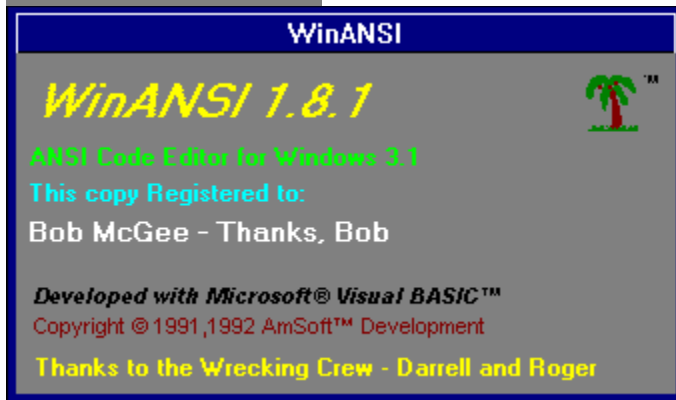 WinANSI
WinANSI 1.8.1
™
ANSI Code Editor for Windows 3.1
This copy Registered to:
Bob McGee - Thanks, Bob
Developed with Microsoft® Visual BASIC™
Copyright ©1991,1992 AmSoft™ Development
Thanks to the Wrecking Crew - Darrell and Roger